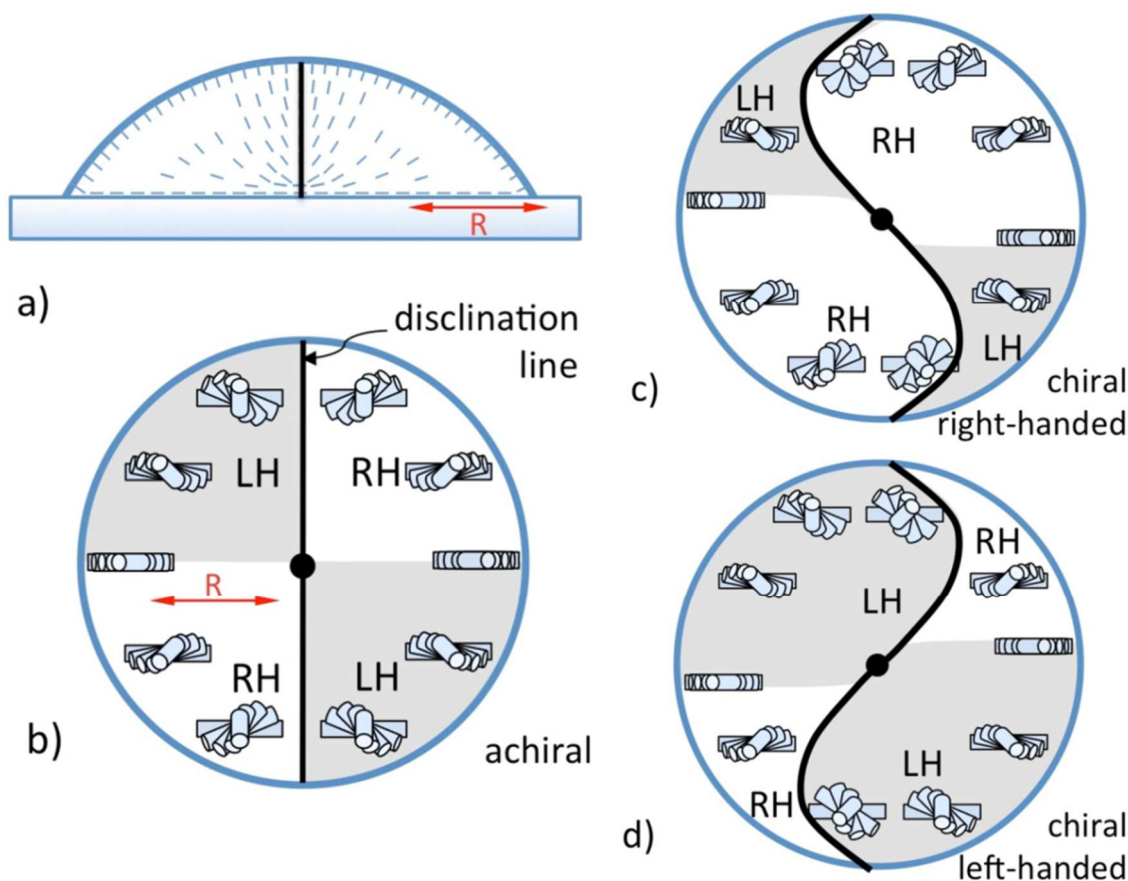 R
a)
disclination
line
LH
RH
R
RH
LH
b)
achiral
LH
RH
RH
LH
c)
chiral
right-handed
RH
LH
LH
RH
d)
chiral
left-handed